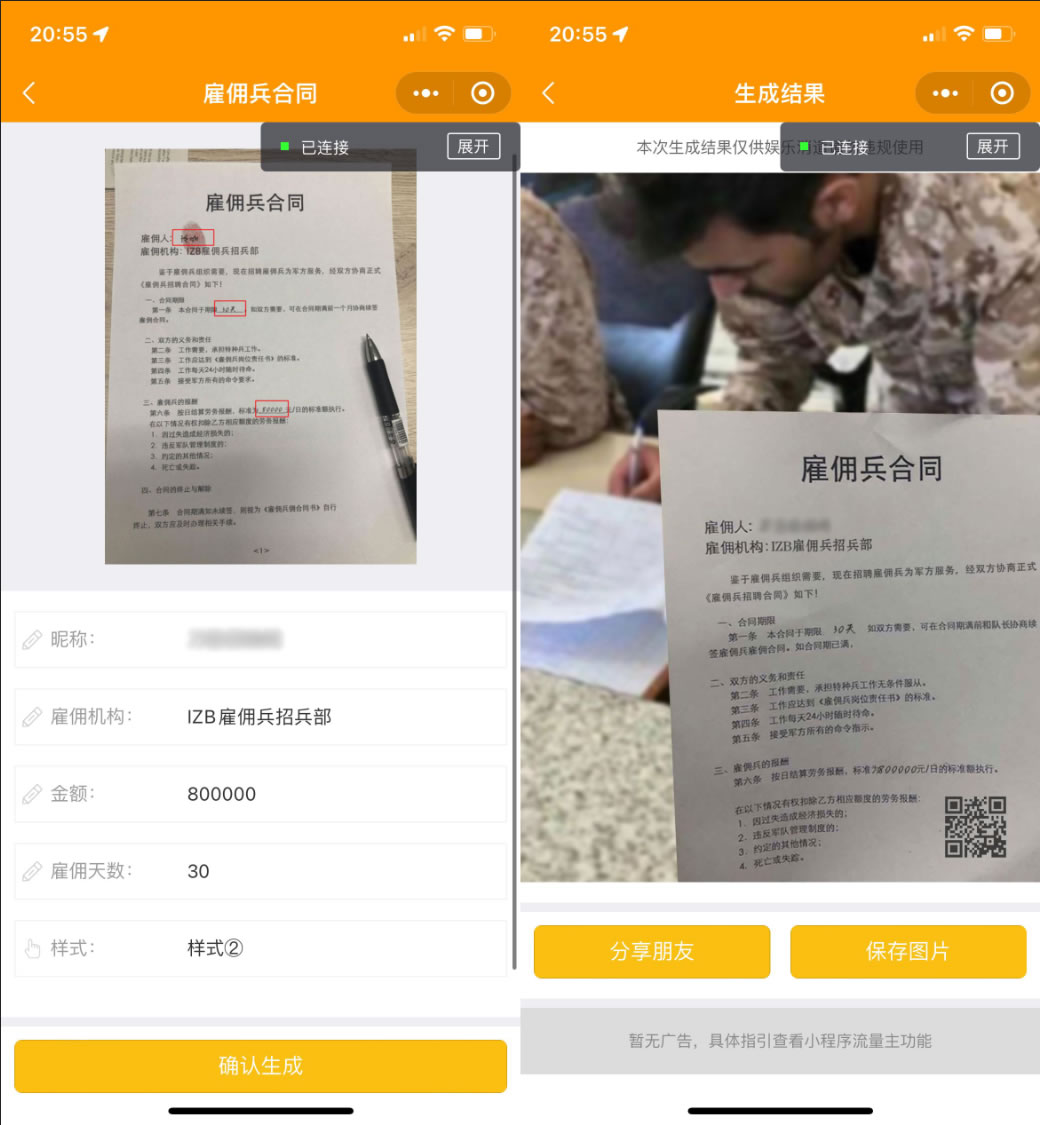 20:55
雇佣兵合同
已连接
展开
雇佣兵合同
雇佣人:
雇佣机构: IZB雇佣兵招兵部
鉴于雇佣兵组织需要，现在招聘雇佣兵为军方服务，经双方协商正式
《雇佣兵招聘合同》如下！
一、合同期限
第一条 本合同于期限 30天 ，如双方需要，可在合同期满前一个月协商续签
雇佣合同。
二、双方的义务和责任
第二条 工作需要，承担特种兵工作。
第三条 工作应达到《雇佣兵岗位责任书》的标准。
第四条 工作每天24小时随时待命。
第五条 接受军方所有的命令要求。
三、雇佣兵的报酬
第六条 按日结算劳务报酬，标准为 80000 元/日的标准额执行。
在以下情况有权扣除乙方相应额度的劳务报酬:
1. 因过失造成经济损失的;
2. 违反军队管理制度的;
3. 约定的其他情况;
4. 死亡或失踪。
四、合同的终止与解除
第七条 合同期满如未续签，则视为《雇佣兵佣合同书》自行
终止，双方应及时办理相关手续。
<1>
昵称:
雇佣机构: IZB雇佣兵招兵部
金额: 800000
雇佣天数: 30
样式: 样式②
确认生成
20:55
生成结果
本次生成结果仅供娱乐消遣 违规使用
已连接
展开
雇佣兵合同
雇佣人:
雇佣机构:IZB雇佣兵招兵部
鉴于雇佣兵组织需要，现在招聘雇佣兵为军方服务，经双方协商正式
《雇佣兵招聘合同》如下！
一、合同期限
第一条 本合同于期限 30天 如双方需要，可在合同期满前和队长协商续
签雇佣兵雇佣合同。如合同期已满，
二、双方的义务和责任
第二条 工作需要，承担特种兵工作无条件服从。
第三条 工作应达到《雇佣兵岗位责任书》的标准。
第四条 工作每天24小时随时待命。
第五条 接受军方所有的命令指示。
三、雇佣兵的报酬
第六条 按日结算劳务报酬，标准为800000元/日的标准额执行。
在以下情况有权扣除乙方相应额度的劳务报酬:
1. 因过失造成经济损失的;
2. 违反军队管理制度的;
3. 约定的其他情况;
4. 死亡或失踪。
分享朋友
保存图片
暂无广告，具体指引查看小程序流量主功能